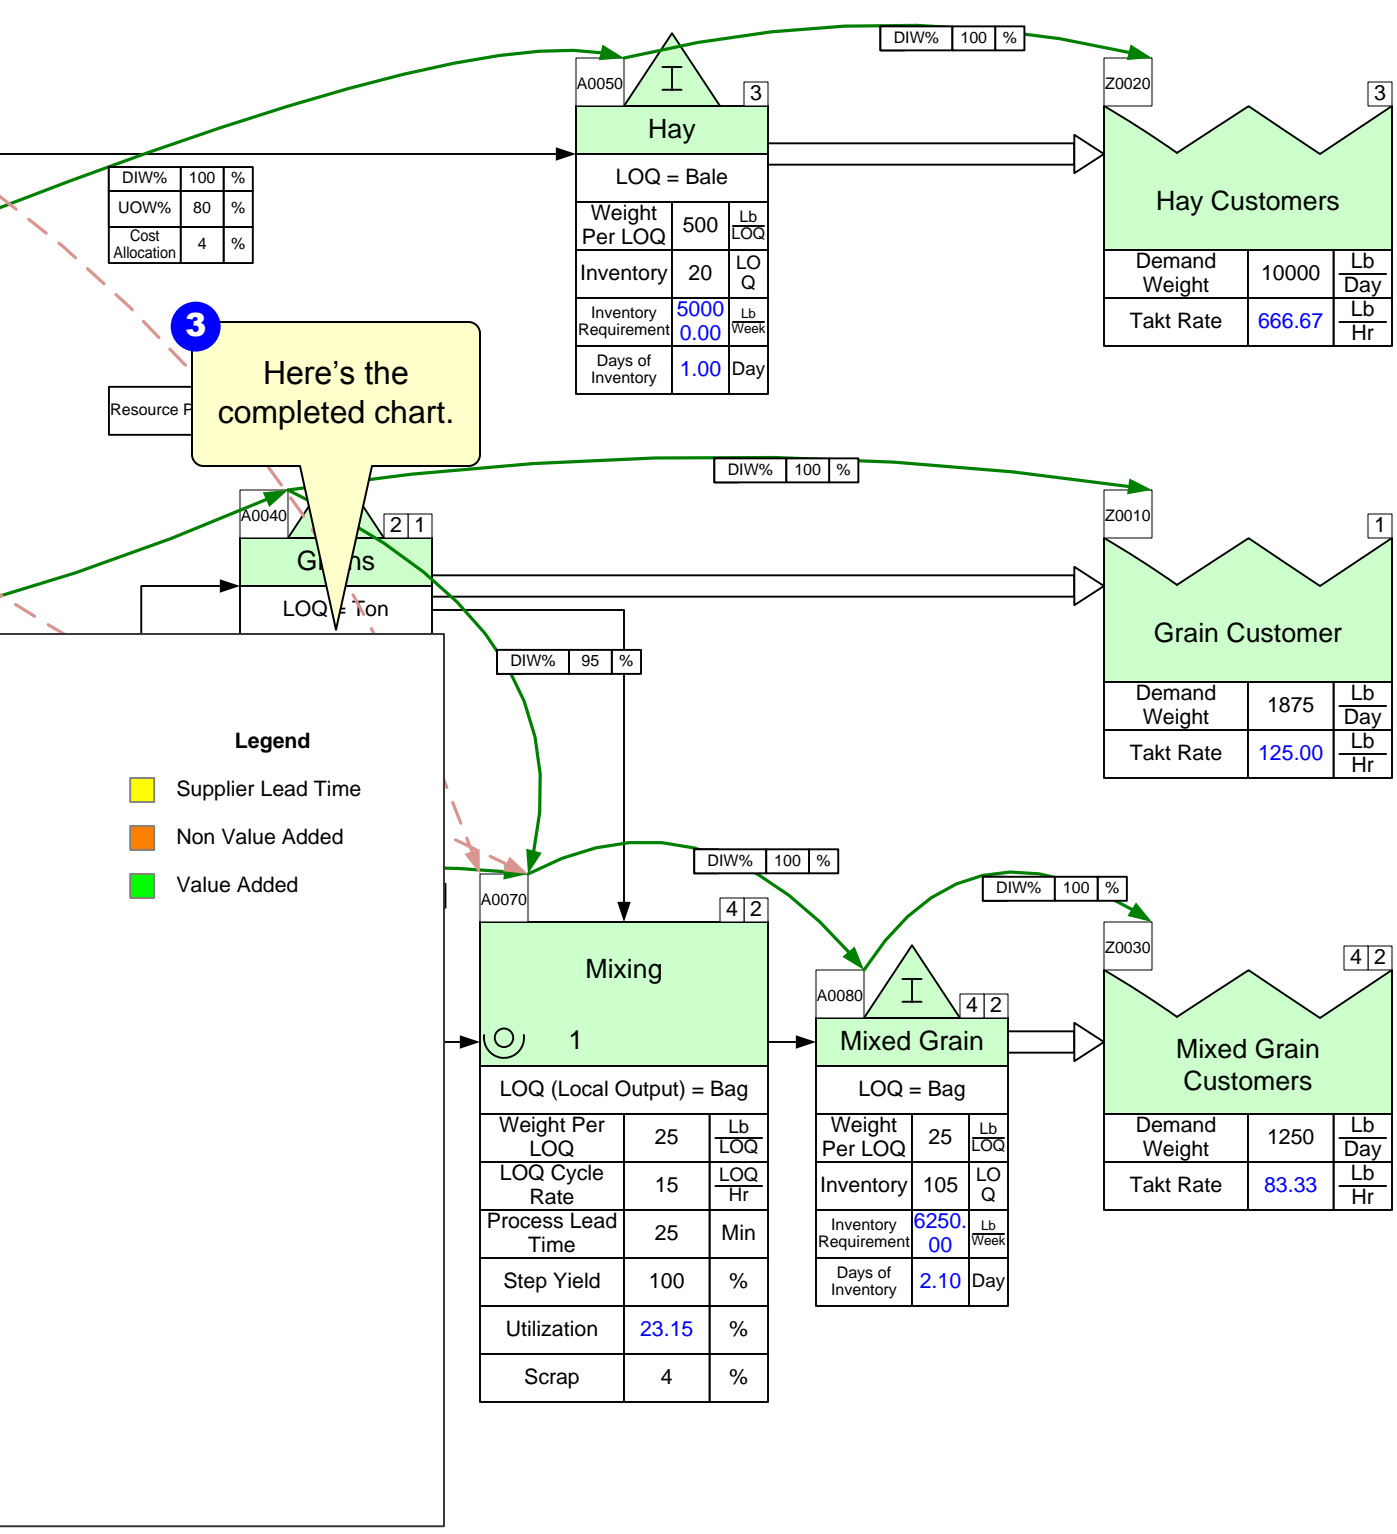 DIW% 100 %
A0050
I
3
Hay
LOQ = Bale
Weight
Per LOQ
500
Lb
LOQ
Inventory
20
LO
Q
Inventory
Requirement
5000
0.00
Lb
Week
Days of
Inventory
1.00
Day
Z0020
3
Hay Customers
Demand
Weight
10000
Lb
Day
Takt Rate
666.67
Lb
Hr
DIW% 100 %
UOW% 80 %
Cost
Allocation
4
%
3
Here's the
completed chart.
Resource
DIW% 100 %
A0040
2 1
LOQ = Ton
Z0010
1
Grain Customer
Demand
Weight
1875
Lb
Day
Takt Rate
125.00
Lb
Hr
DIW% 95 %
Legend
Supplier Lead Time
Non Value Added
Value Added
DIW% 100 %
DIW% 100 %
A0070
4 2
Mixing
1
LOQ (Local Output) = Bag
Weight Per
LOQ
25
Lb
LOQ
LOQ Cycle
Rate
15
LOQ
Hr
Process Lead
Time
25
Min
Step Yield
100
%
Utilization
23.15
%
Scrap
4
%
A0080
I
4 2
Mixed Grain
LOQ = Bag
Weight
Per LOQ
25
Lb
LOQ
Inventory
105
LO
Q
Inventory
Requirement
6250.
00
Lb
Week
Days of
Inventory
2.10
Day
Z0030
4 2
Mixed Grain
Customers
Demand
Weight
1250
Lb
Day
Takt Rate
83.33
Lb
Hr